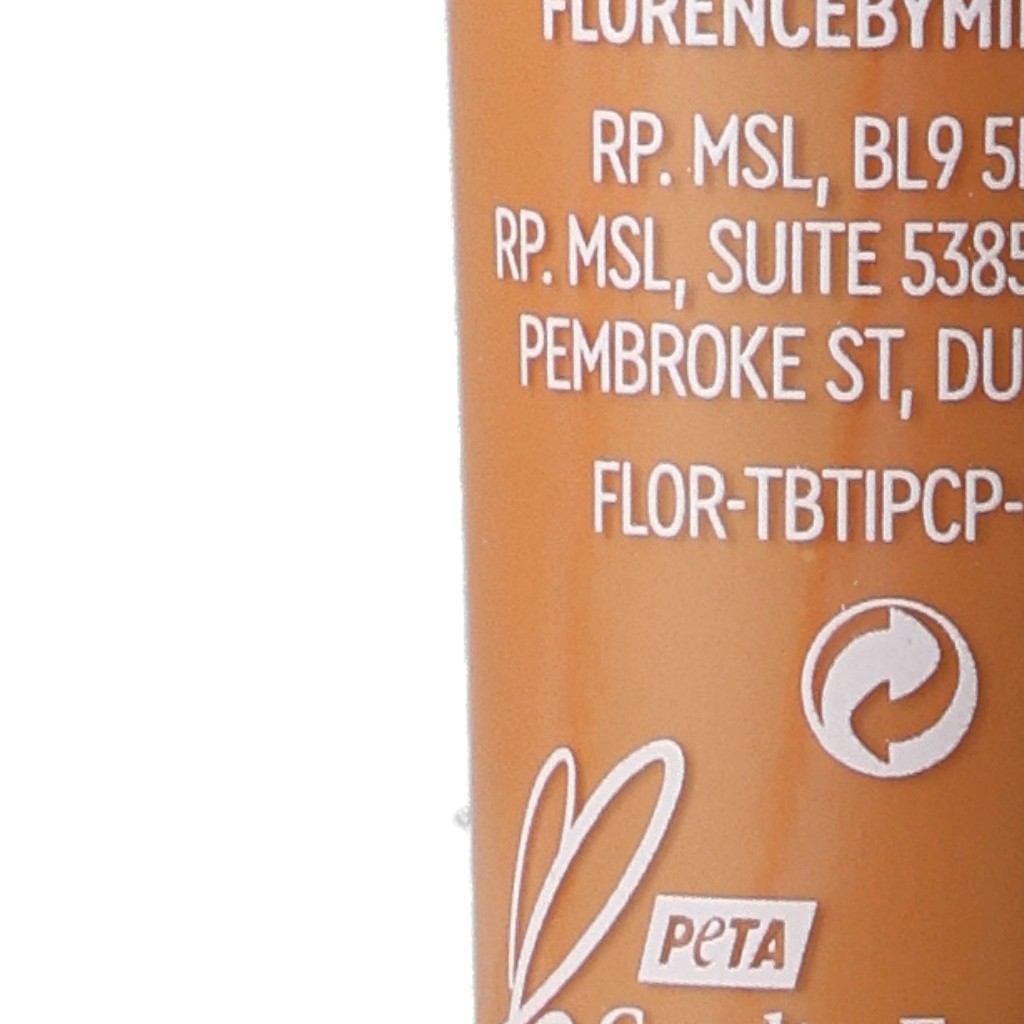 FLORENCEBYMI
RP. MSL, BL9 5
RP. MSL, SUITE 5385
PEMBROKE ST, DU
FLOR-TBTIPCP-
PeTA